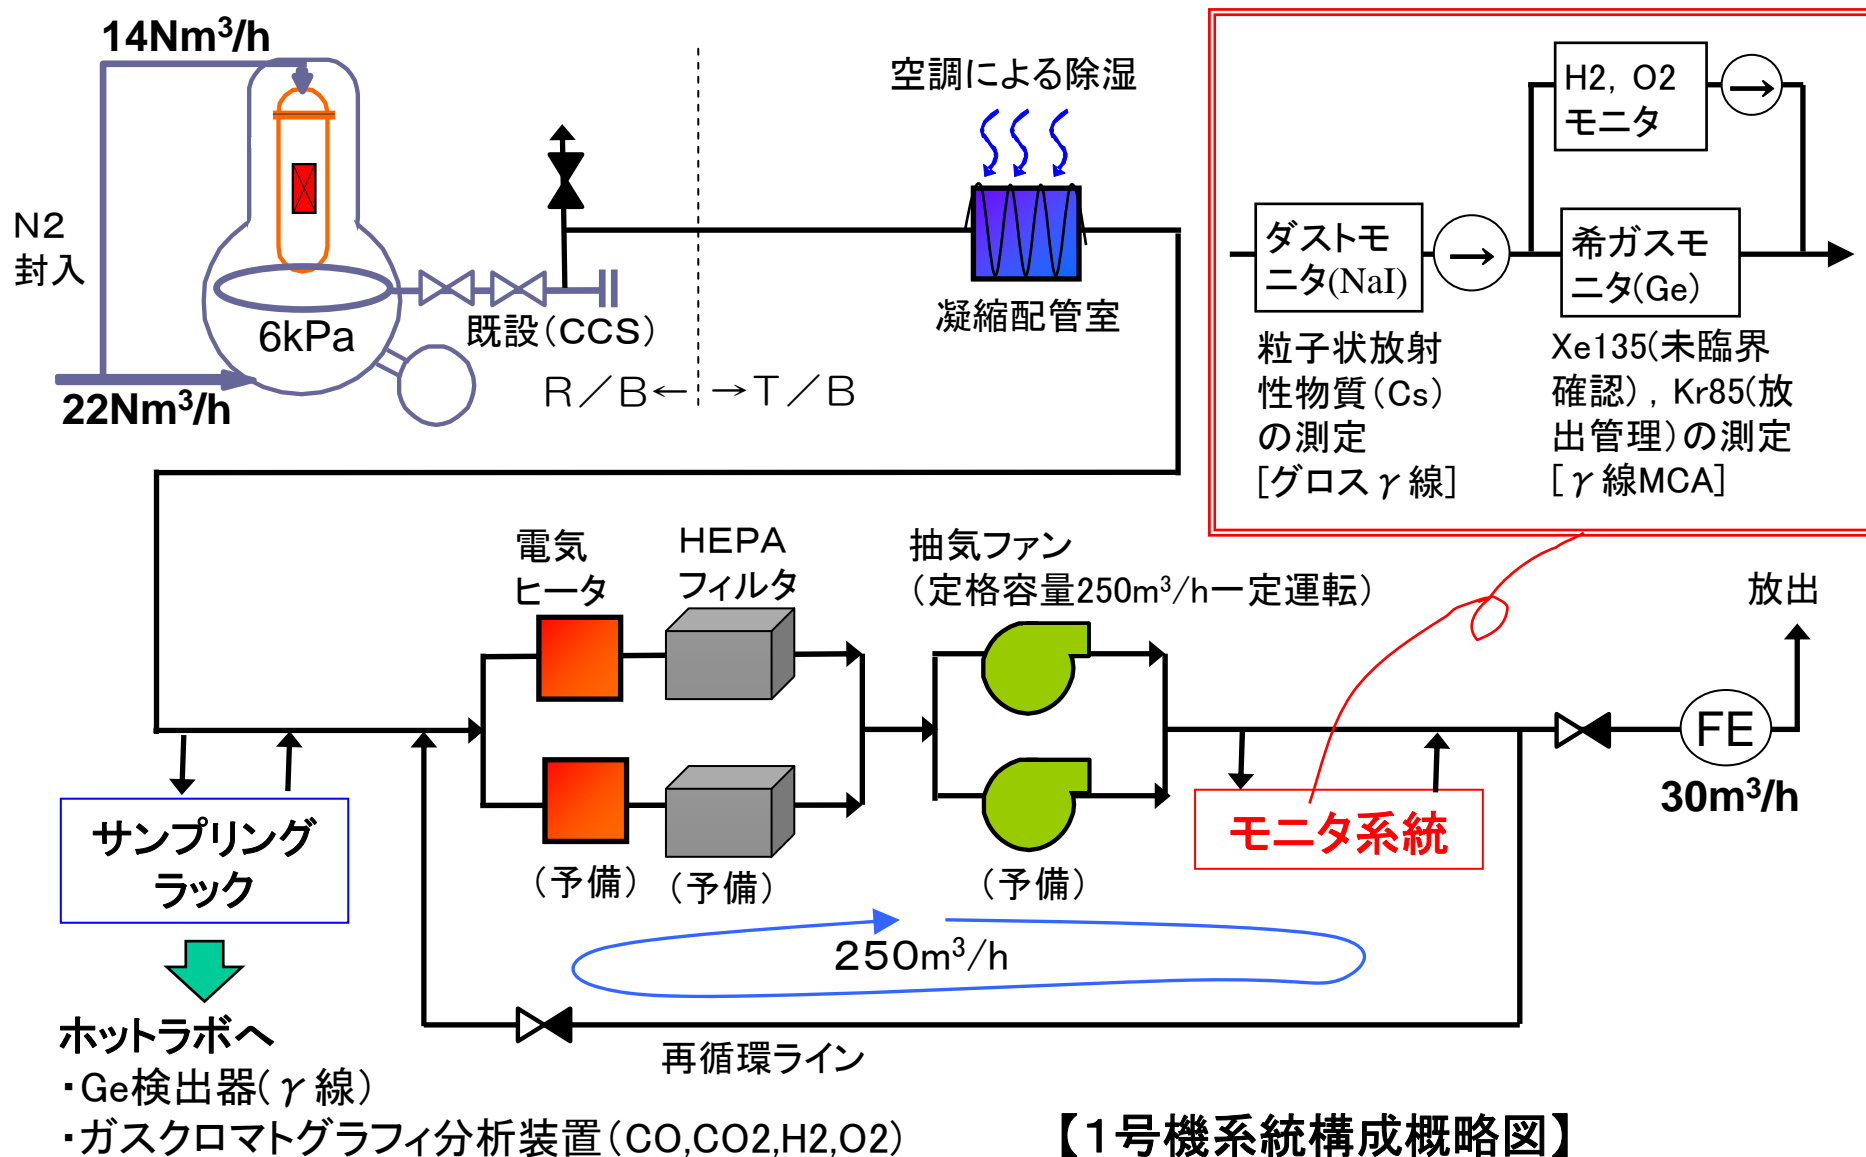 14Nm³/h
N2
封入
6kPa
22Nm³/h
既設（CCS）
R／B←
→T／B
空調による除湿
凝縮配管室
H2，O2
モニタ
ダストモ
ニタ(NaI)
希ガスモ
ニタ(Ge)
粒子状放射
性物質（Cs）
の測定
[グロスγ線]
Xe135(未臨界
確認)，Kr85(放
出管理)の測定
[γ線MCA]
電気
ヒータ
HEPA
フィルタ
抽気ファン
（定格容量250m³/h一定運転）
放出
FE
30m³/h
サンプリング
ラック
（予備）
（予備）
（予備）
モニタ系統
250m³/h
再循環ライン
ホットラボへ
・Ge検出器(γ線)
・ガスクロマトグラフィ分析装置（CO,CO2,H2,O2）
【1号機系統構成概略図】